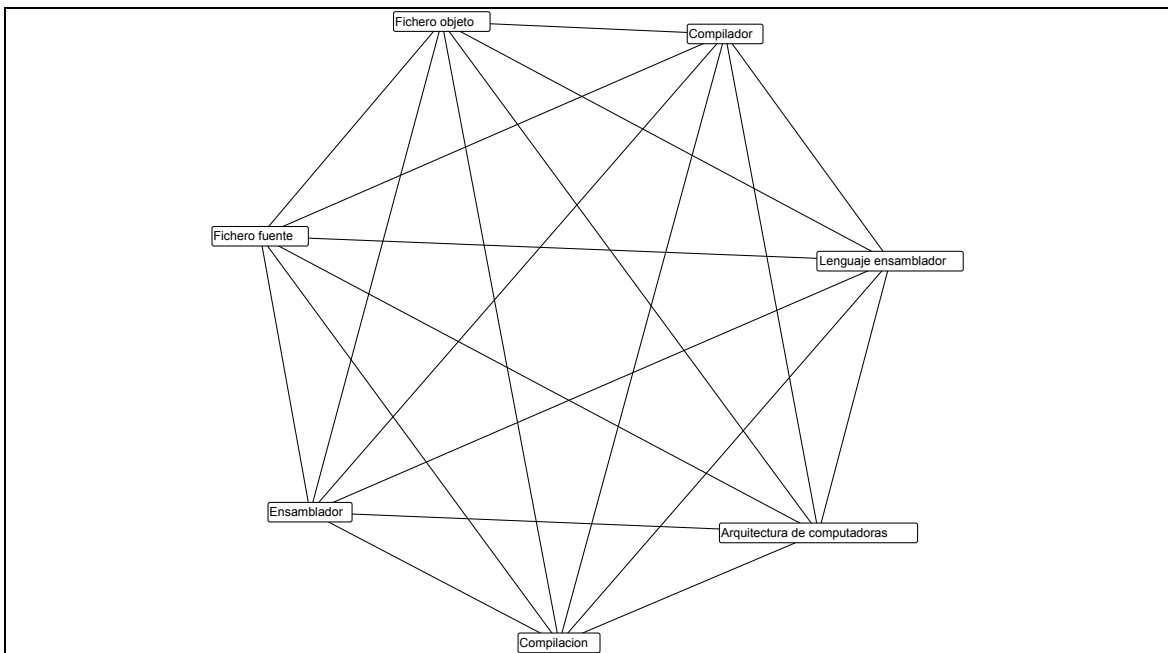 Fichero objeto
Compilador
Fichero fuente
Lenguaje ensamblador
Ensamblador
Arquitectura de computadoras
Compilacion